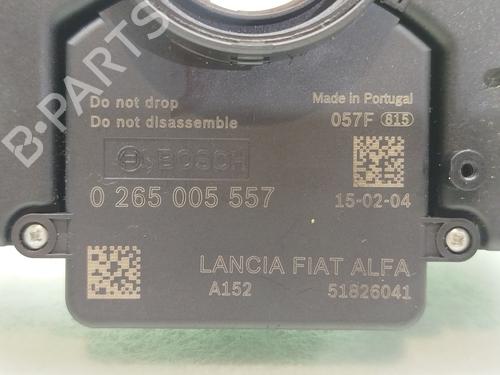 B-PARTS
Do not drop
Do not disassemble
Made in Portugal
057F 815
BOSCH
0 265 005 557
15-02-04
LANCIA FIAT ALFA
A152
51826041